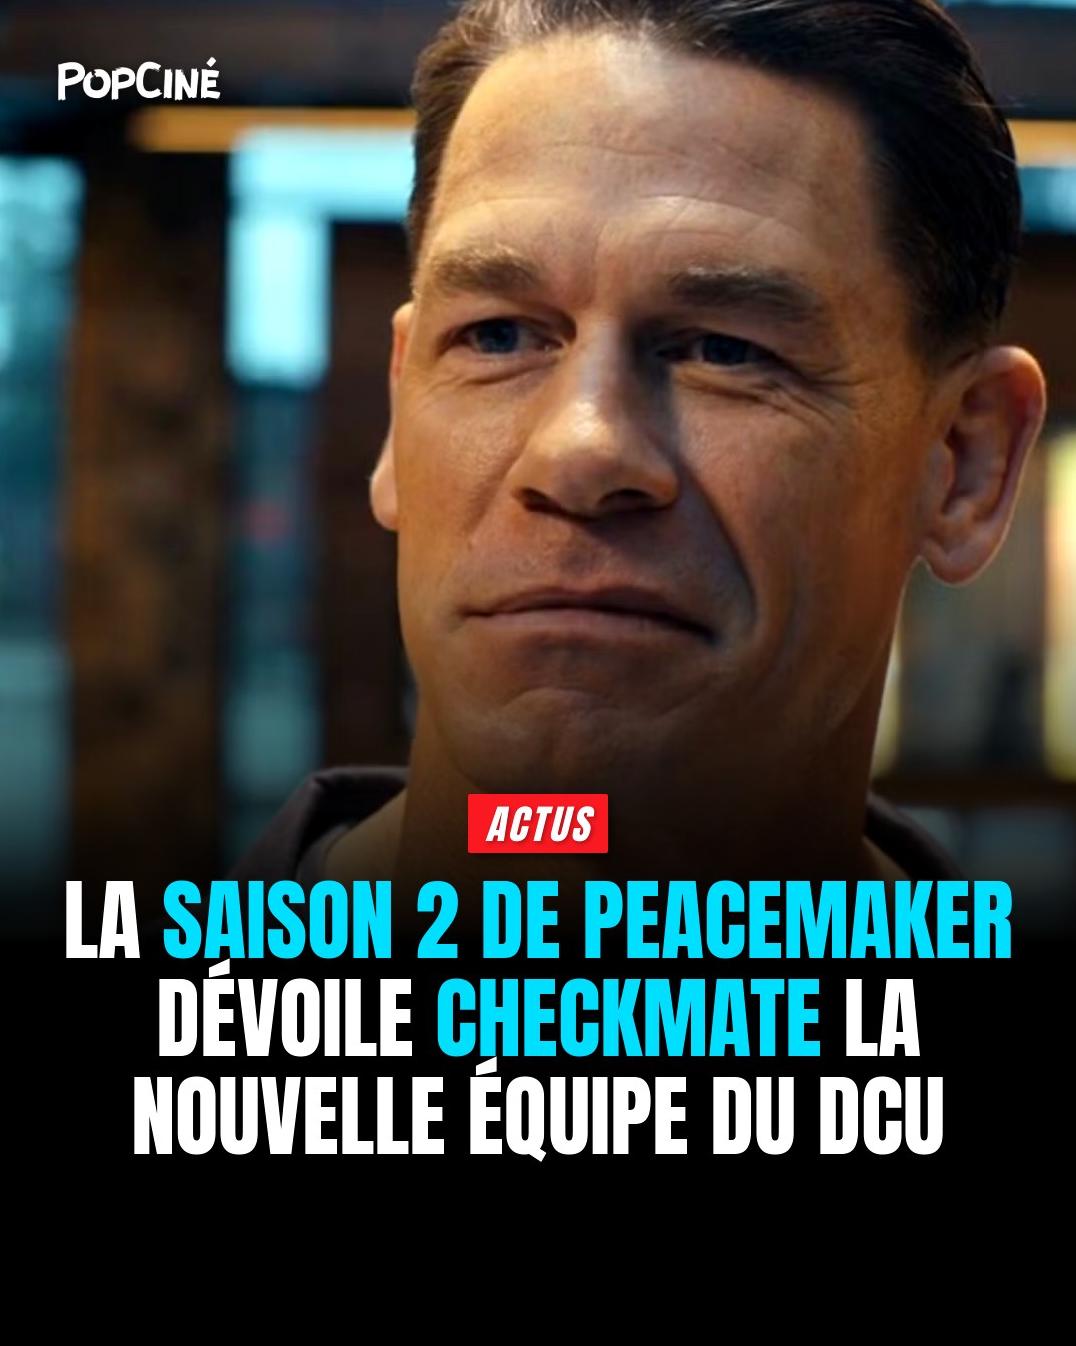 POPCINÉ
ACTUS
LA SAISON 2 DE PEACEMAKER
DÉVOILE CHECKMATE LA
NOUVELLE ÉQUIPE DU DCU